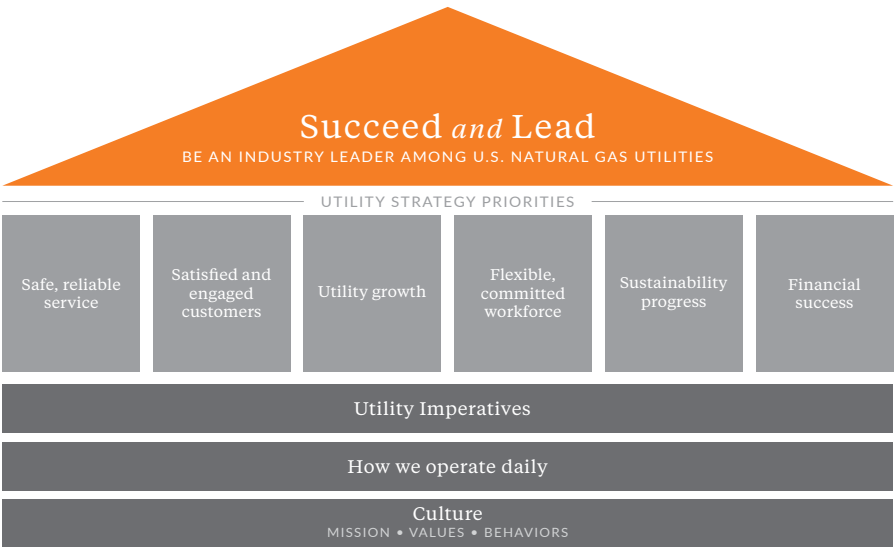 Succeed and Lead
BE AN INDUSTRY LEADER AMONG U.S. NATURAL GAS UTILITIES
UTILITY STRATEGY PRIORITIES
Safe, reliable
service
Satisfied and
engaged
customers
Utility growth
Flexible,
committed
workforce
Sustainability
progress
Financial
success
Utility Imperatives
How we operate daily
Culture
MISSION • VALUES • BEHAVIORS